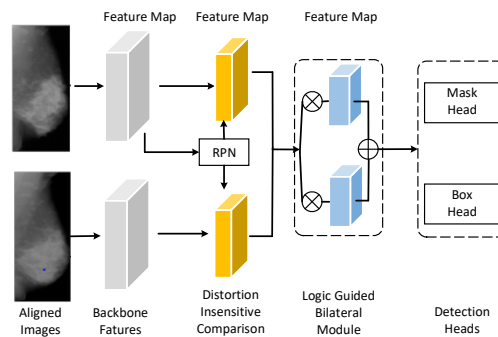 Feature Map Feature Map Feature Map
RPN
Mask
Head
Box
Head
Aligned
Images
Backbone
Fatures
Distortion
Insensitive
Comparison
Logic Guided
Bilateral
Module
Detection
Heads